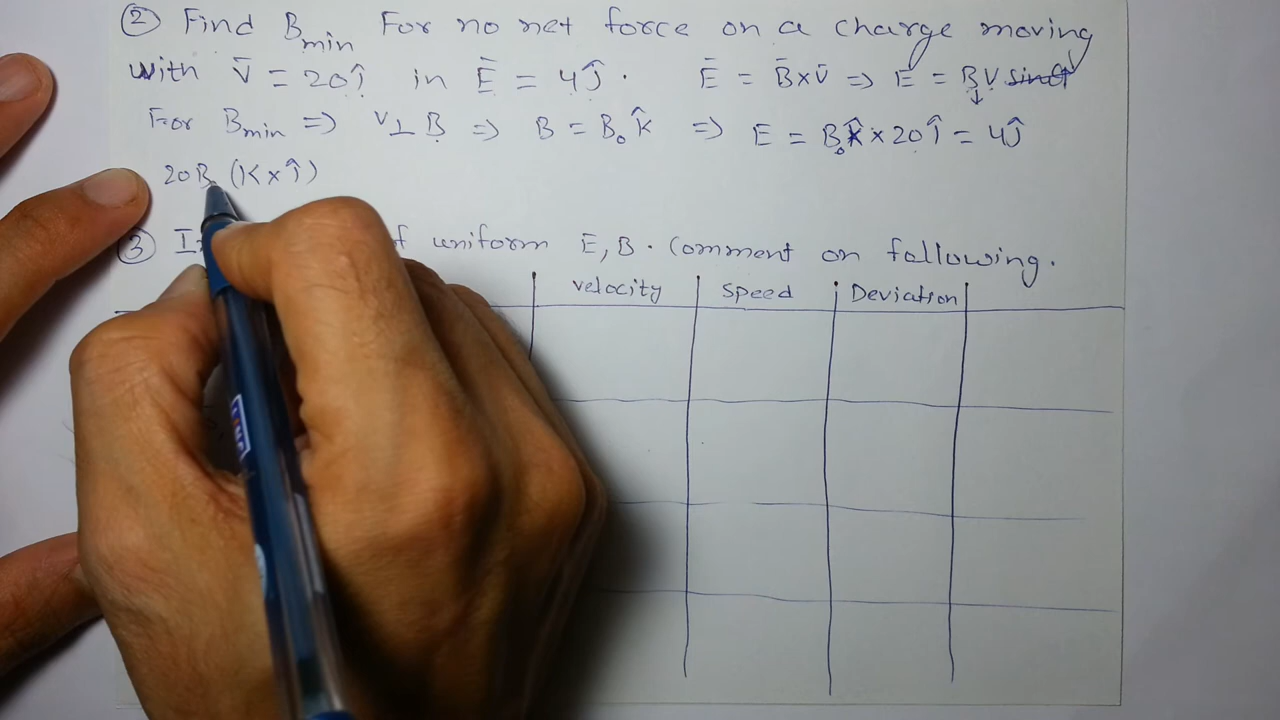 ② Find Bmin For no net force on a charge moving
with v̄ = 20î in Ē = 4ĵ. Ē = B̄×v̄ ⇒ E = BV sinθ
For Bmin ⇒ V⊥B ⇒ B = B₀k̂ ⇒ E = B₀k̂ × 20î = 4ĵ
20B (K×î)
③ uniform E, B. Comment on following.
velocity speed Deviation